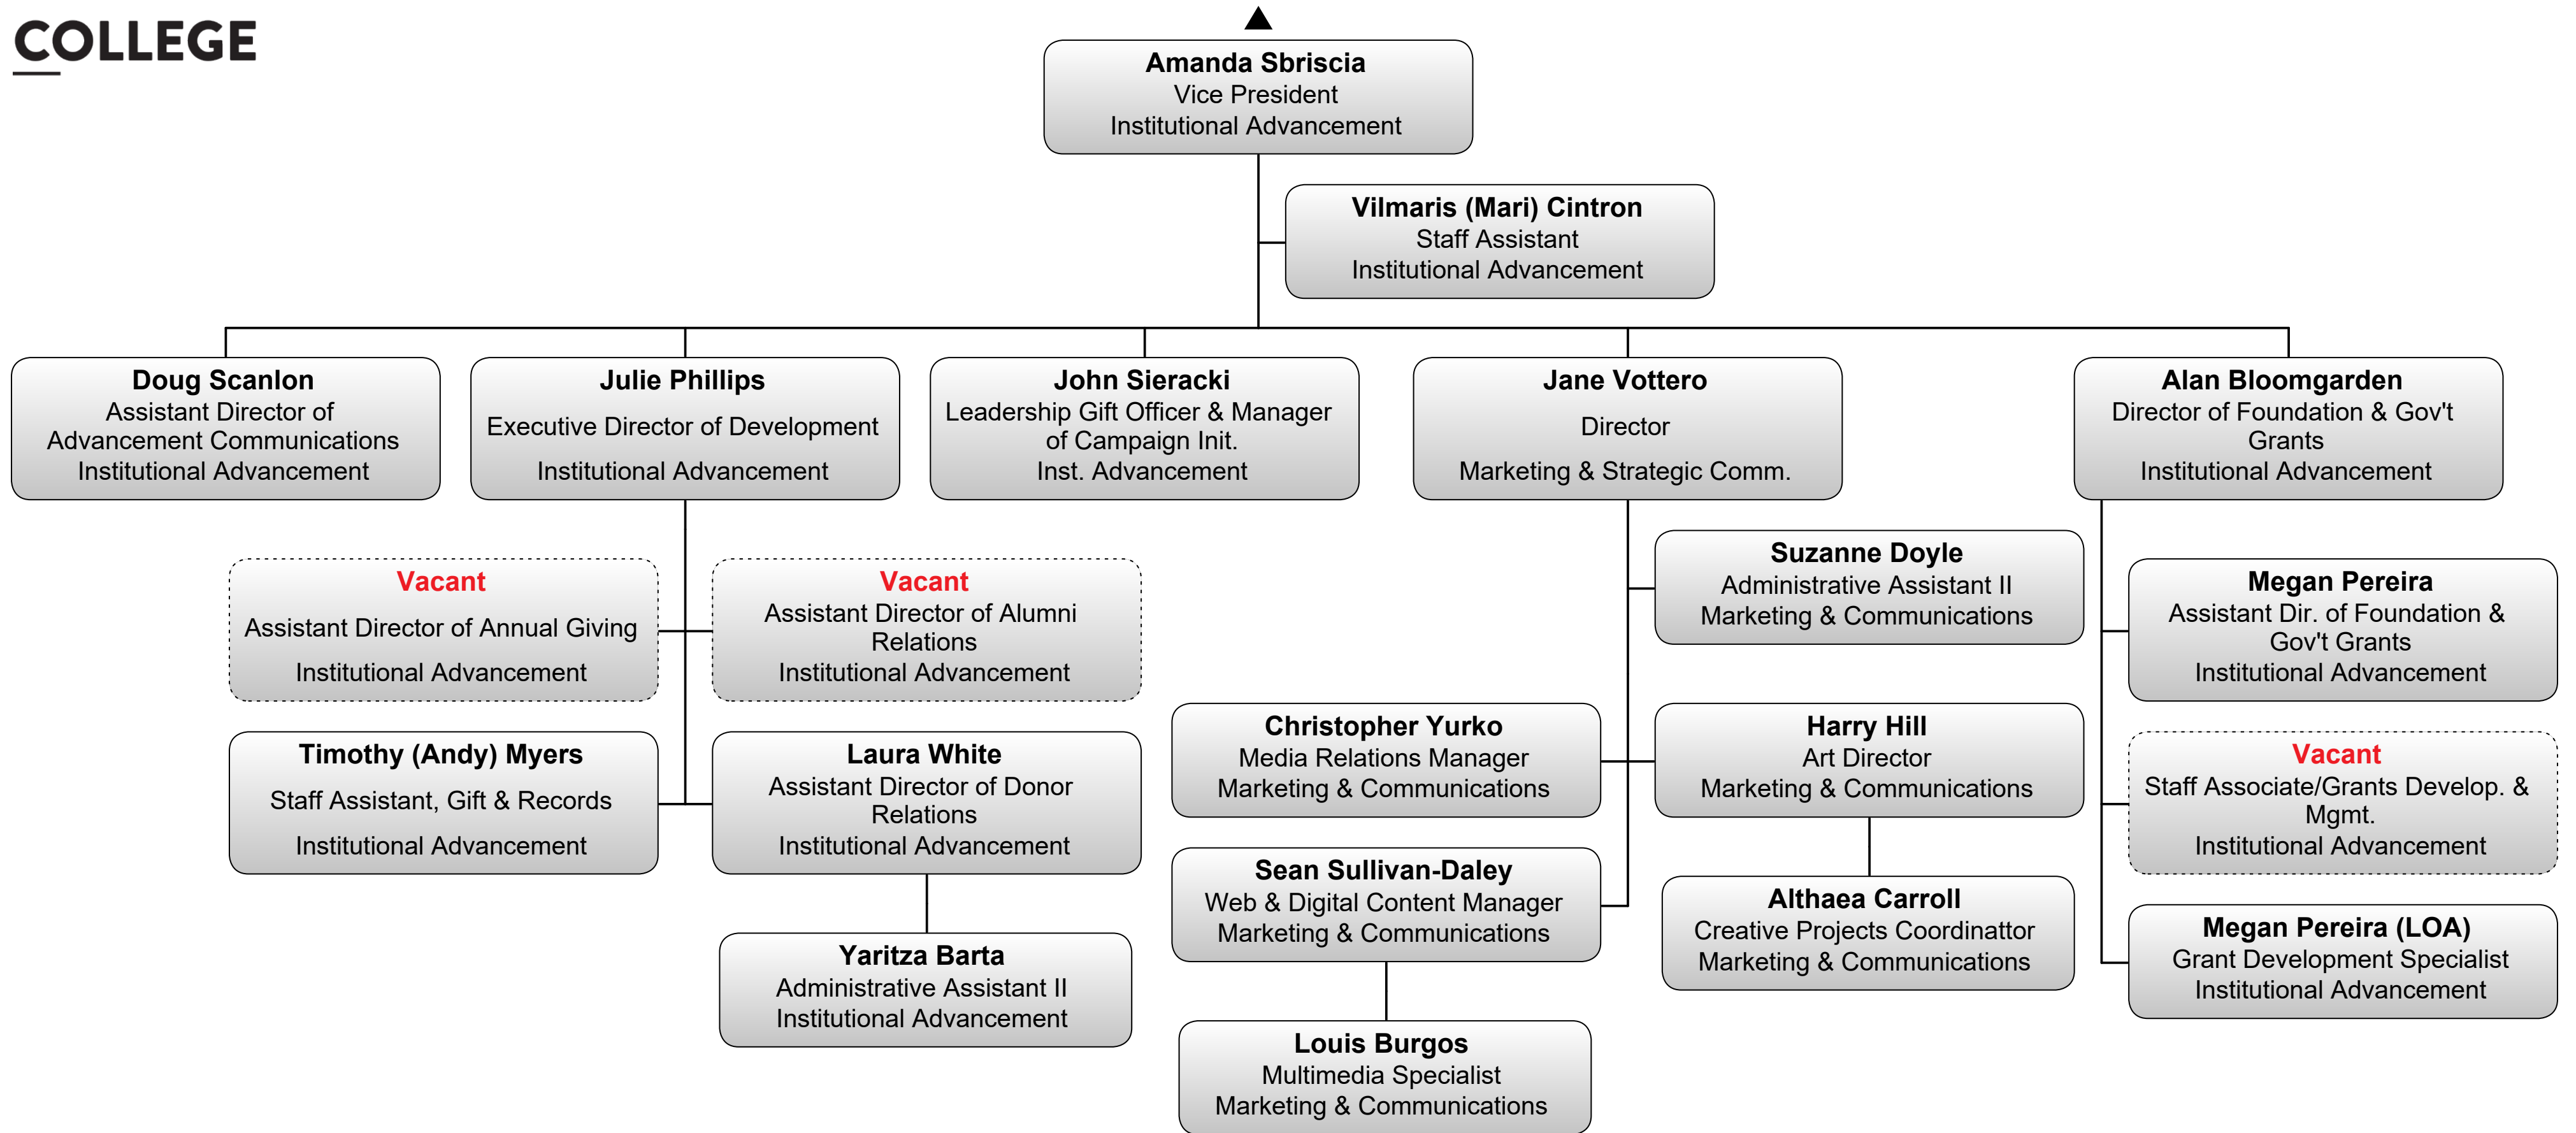 COLLEGE
Amanda Sbriscia
Vice President
Institutional Advancement
Vilmaris (Mari) Cintron
Staff Assistant
Institutional Advancement
Doug Scanlon
Assistant Director of
Advancement Communications
Institutional Advancement
Julie Phillips
Executive Director of Development
Institutional Advancement
John Sieracki
Leadership Gift Officer & Manager
of Campaign Init.
Inst. Advancement
Jane Vottero
Director
Marketing & Strategic Comm.
Alan Bloomgarden
Director of Foundation & Gov't
Grants
Institutional Advancement
Vacant
Assistant Director of Annual Giving
Institutional Advancement
Vacant
Assistant Director of Alumni
Relations
Institutional Advancement
Timothy (Andy) Myers
Staff Assistant, Gift & Records
Institutional Advancement
Laura White
Assistant Director of Donor
Relations
Institutional Advancement
Yaritza Barta
Administrative Assistant II
Institutional Advancement
Suzanne Doyle
Administrative Assistant II
Marketing & Communications
Christopher Yurko
Media Relations Manager
Marketing & Communications
Harry Hill
Art Director
Marketing & Communications
Sean Sullivan-Daley
Web & Digital Content Manager
Marketing & Communications
Althaea Carroll
Creative Projects Coordinattor
Marketing & Communications
Louis Burgos
Multimedia Specialist
Marketing & Communications
Megan Pereira
Assistant Dir. of Foundation &
Gov't Grants
Institutional Advancement
Vacant
Staff Associate/Grants Develop. &
Mgmt.
Institutional Advancement
Megan Pereira (LOA)
Grant Development Specialist
Institutional Advancement